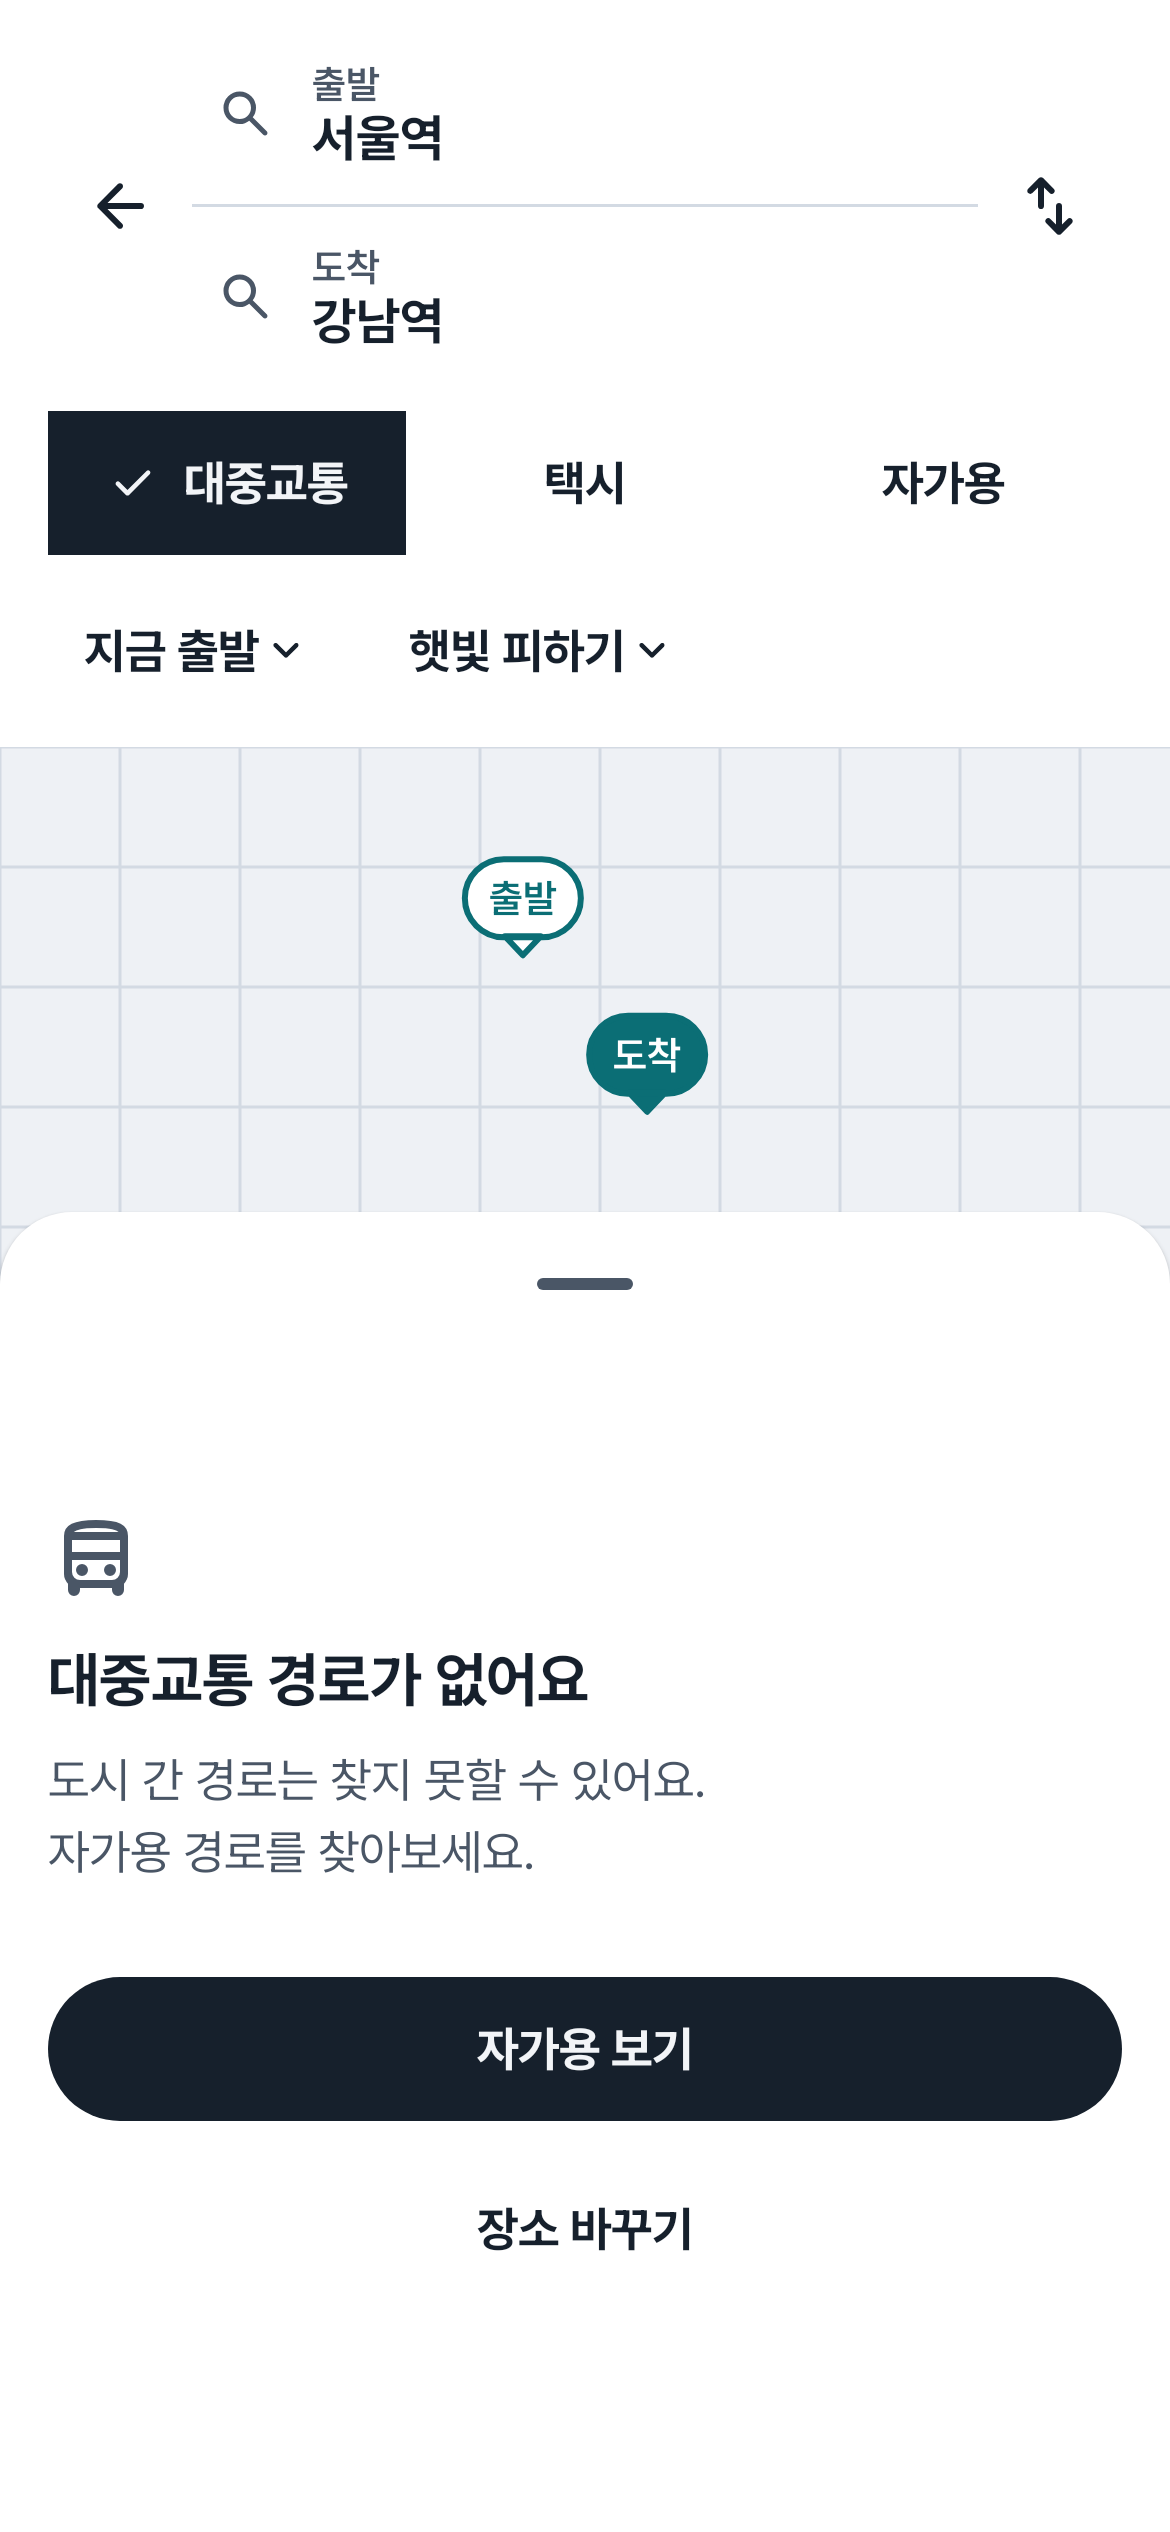 출발
서울역
도착
강남역
대중교통
택시
자가용
지금 출발
햇빛 피하기
출발
도착
대중교통 경로가 없어요
도시 간 경로는 찾지 못할 수 있어요.
자가용 경로를 찾아보세요.
자가용 보기
장소 바꾸기